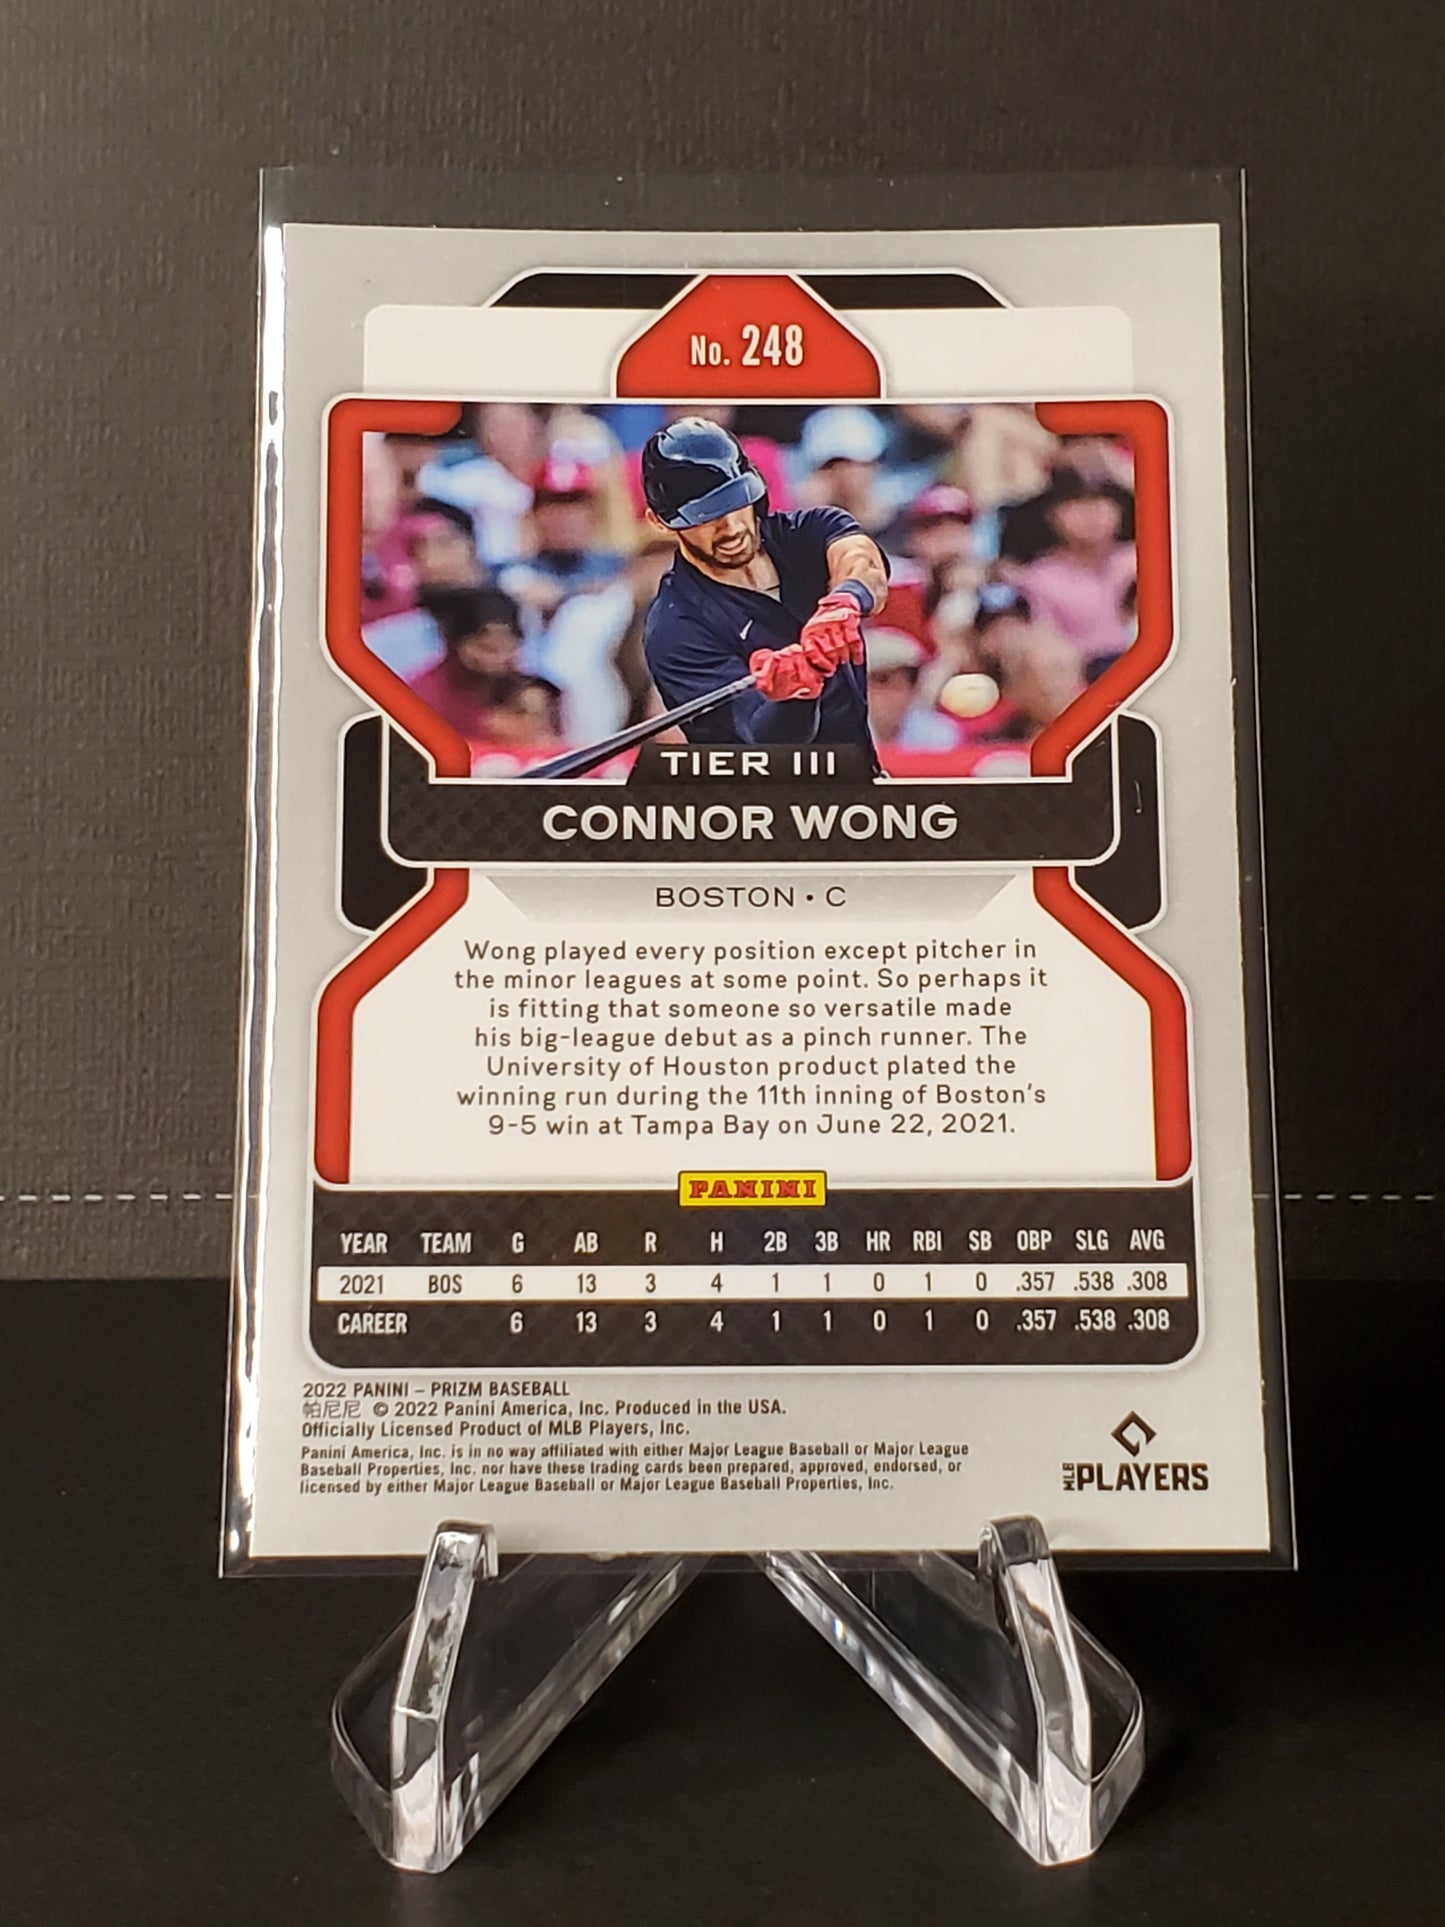 No. 248
TIER III
CONNOR WONG
BOSTON • C
Wong played every position except pitcher in
the minor leagues at some point. So perhaps it
is fitting that someone so versatile made
his big-league debut as a pinch runner. The
University of Houston product plated the
winning run during the 11th inning of Boston's
9-5 win at Tampa Bay on June 22, 2021.
PANINI
YEAR TEAM G AB R H 2B 3B HR RBI SB OBP SLG AVG
2021 BOS 6 13 3 4 1 1 0 1 0 .357 .538 .308
CAREER 6 13 3 4 1 1 0 1 0 .357 .538 .308
2022 PANINI – PRIZM BASEBALL
帕尼尼 © 2022 Panini America, Inc. Produced in the USA.
Officially Licensed Product of MLB Players, Inc.
Panini America, Inc. is in no way affiliated with either Major League Baseball or Major League
Baseball Properties, Inc. nor have these trading cards been prepared, approved, endorsed, or
licensed by either Major League Baseball or Major League Baseball Properties, Inc.
MLB PLAYERS